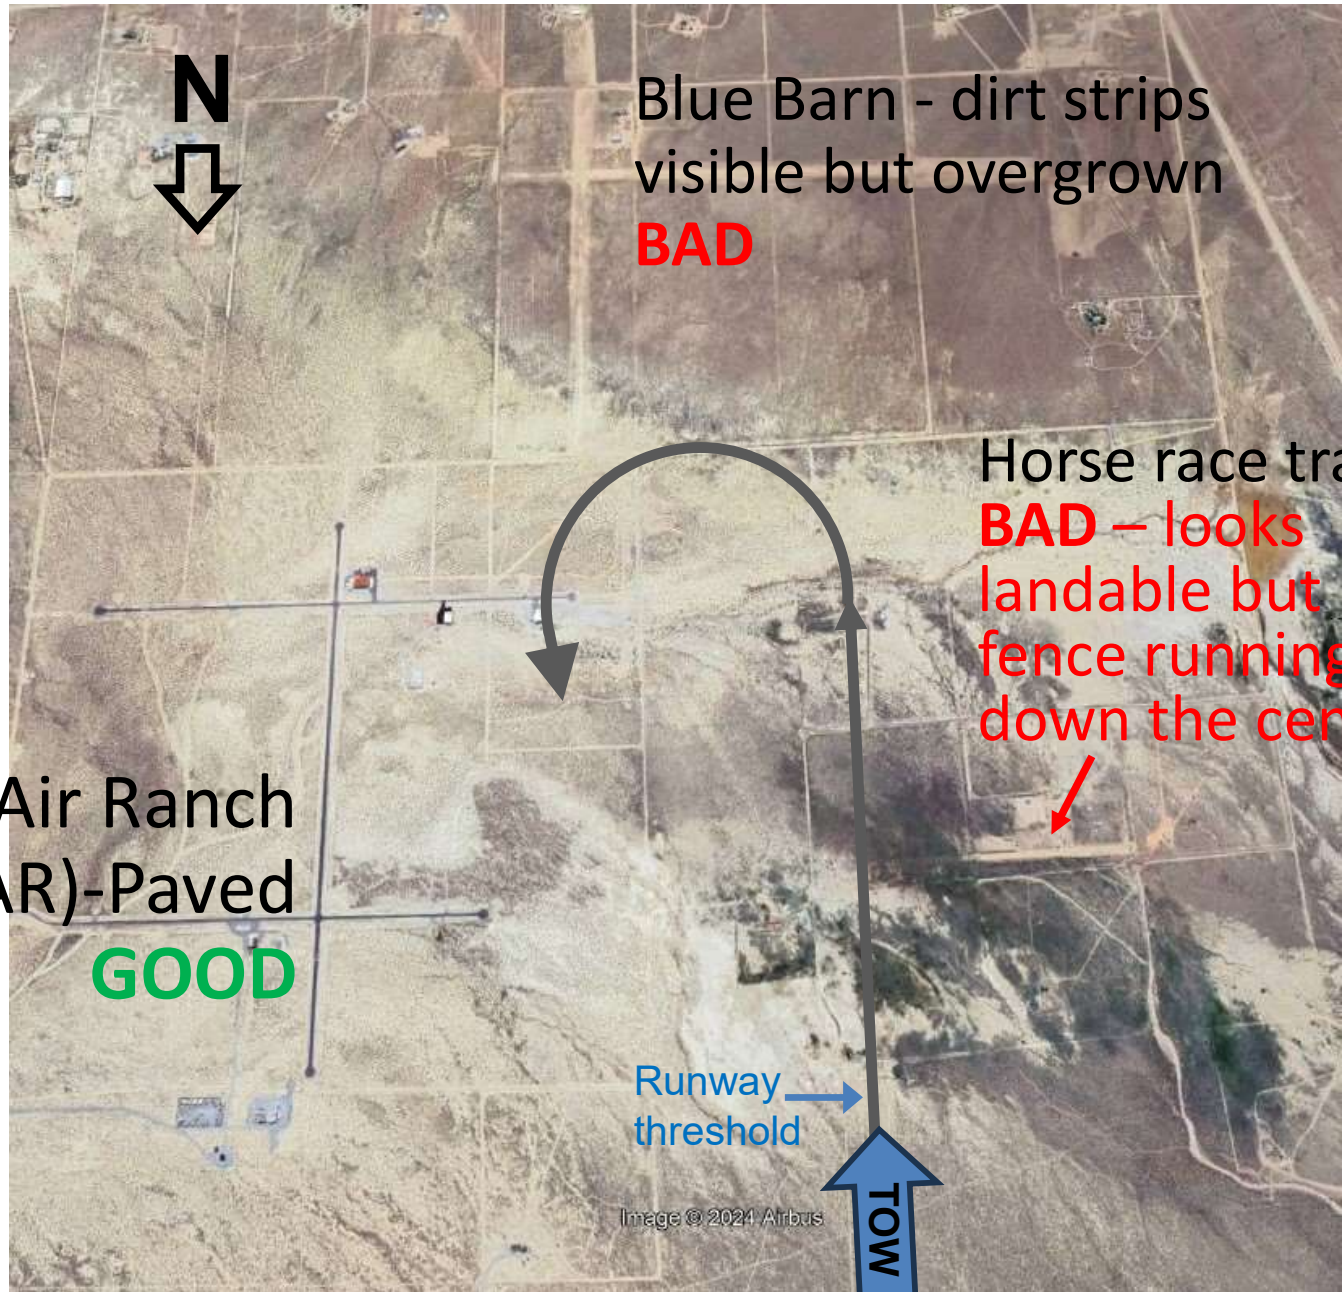 N
Blue Barn - dirt strips
visible but overgrown
BAD
Horse race tra
BAD – looks
landable but
fence running
down the cen
Air Ranch
AR)-Paved
GOOD
Runway
threshold
TOW
Image © 2024 Airbus